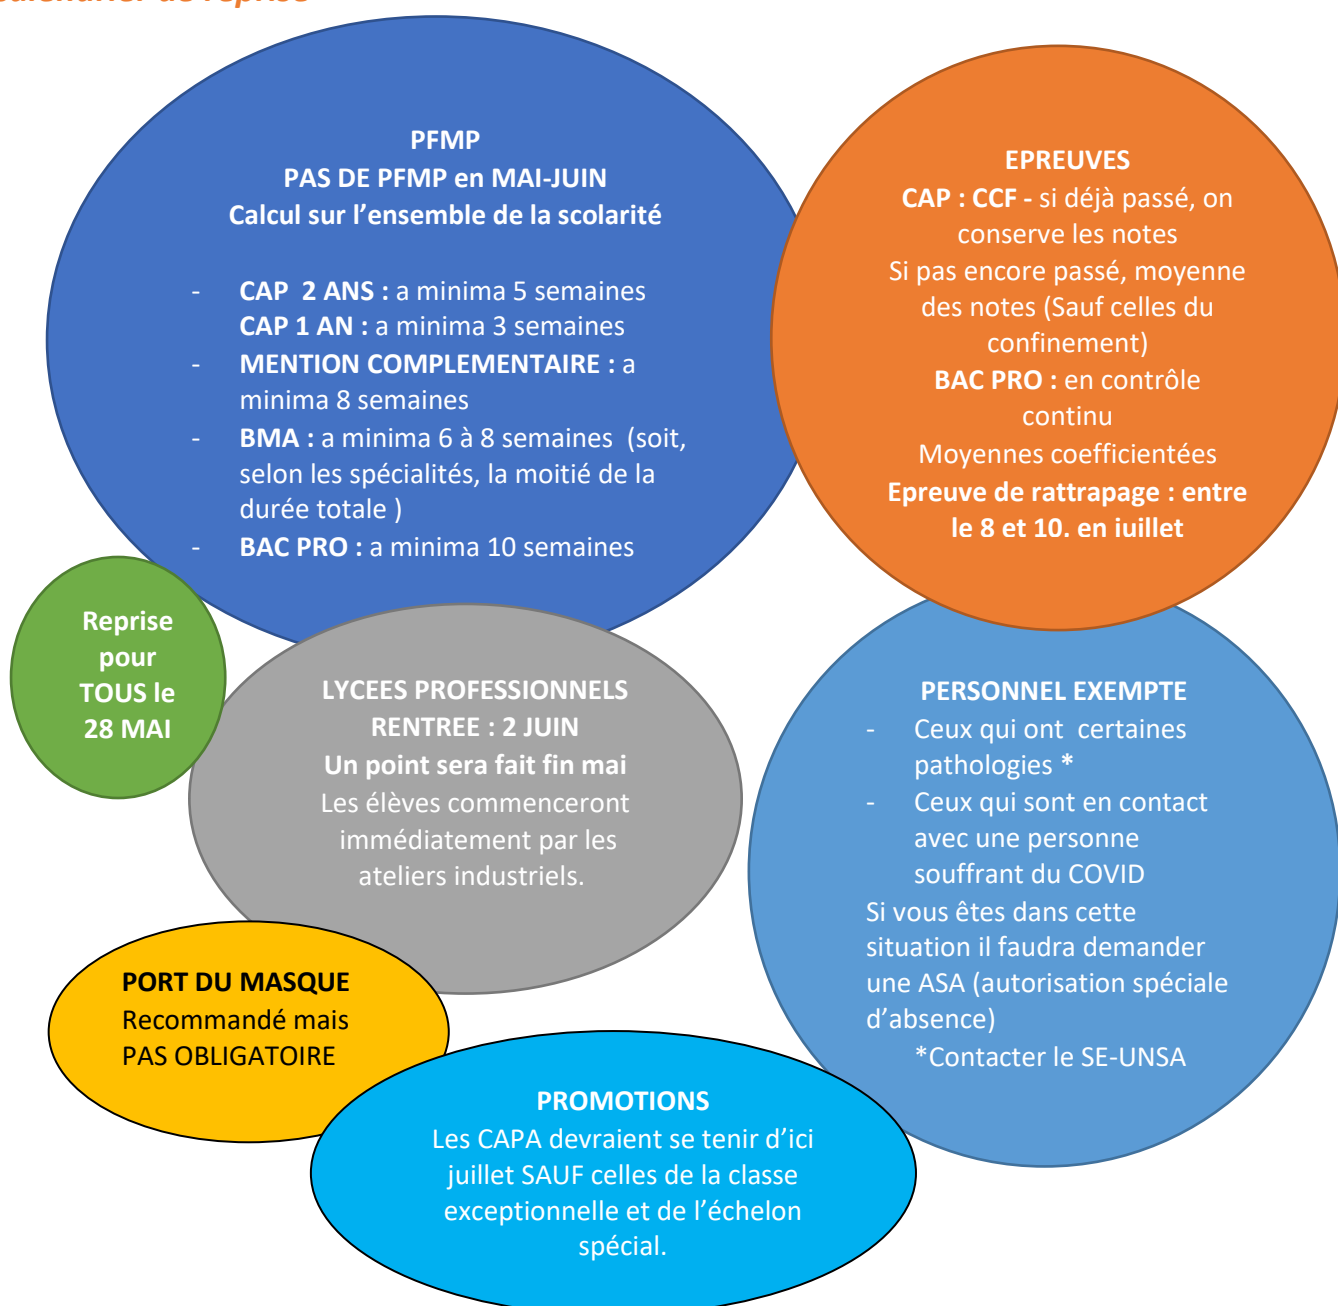 calendrier de reprise
PFMP
PAS DE PFMP en MAI-JUIN
Calcul sur l’ensemble de la scolarité
- CAP 2 ANS : a minima 5 semaines
CAP 1 AN : a minima 3 semaines
- MENTION COMPLEMENTAIRE : a
minima 8 semaines
- BMA : a minima 6 à 8 semaines (soit,
selon les spécialités, la moitié de la
durée totale )
- BAC PRO : a minima 10 semaines
EPREUVES
CAP : CCF - si déjà passé, on
conserve les notes
Si pas encore passé, moyenne
des notes (Sauf celles du
confinement)
BAC PRO : en contrôle
continu
Moyennes coefficientées
Epreuve de rattrapage : entre
le 8 et 10. en juillet
Reprise
pour
TOUS le
28 MAI
LYCEES PROFESSIONNELS
RENTREE : 2 JUIN
Un point sera fait fin mai
Les élèves commenceront
immédiatement par les
ateliers industriels.
PERSONNEL EXEMPTE
- Ceux qui ont certaines
pathologies *
- Ceux qui sont en contact
avec une personne
souffrant du COVID
Si vous êtes dans cette
situation il faudra demander
une ASA (autorisation spéciale
d’absence)
*Contacter le SE-UNSA
PORT DU MASQUE
Recommandé mais
PAS OBLIGATOIRE
PROMOTIONS
Les CAPA devraient se tenir d’ici
juillet SAUF celles de la classe
exceptionnelle et de l’échelon
spécial.